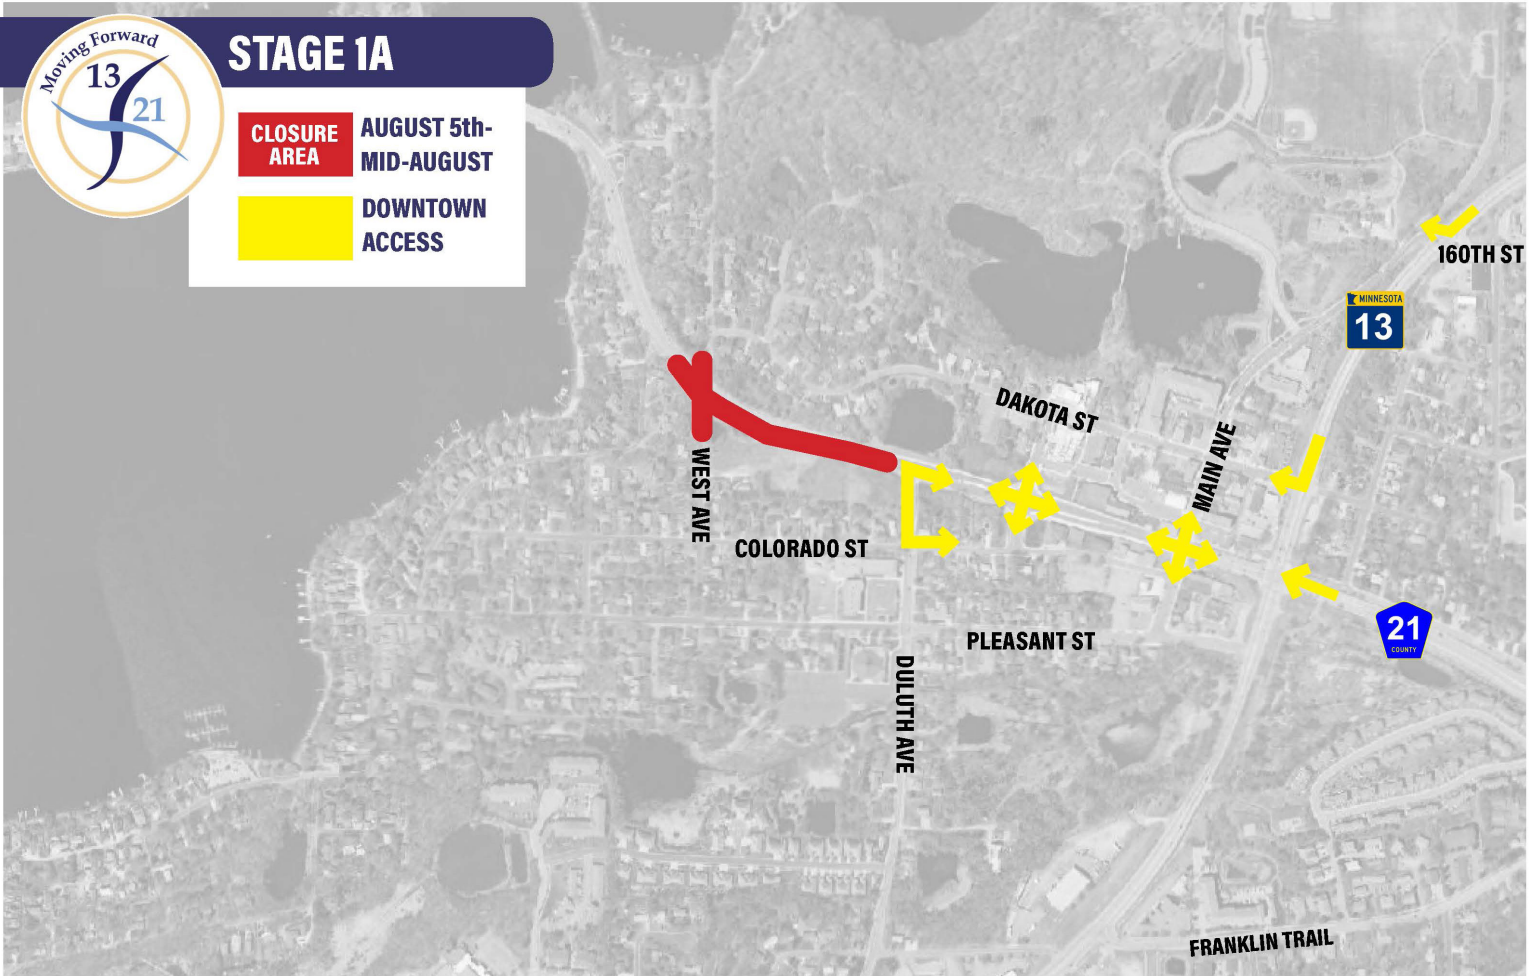 Moving Forward
13
21
STAGE 1A
CLOSURE
AREA
AUGUST 5th-
MID-AUGUST
DOWNTOWN
ACCESS
160TH ST
MINNESOTA
13
DAKOTA ST
MAIN AVE
WEST AVE
COLORADO ST
21
COUNTY
PLEASANT ST
DULUTH AVE
FRANKLIN TRAIL